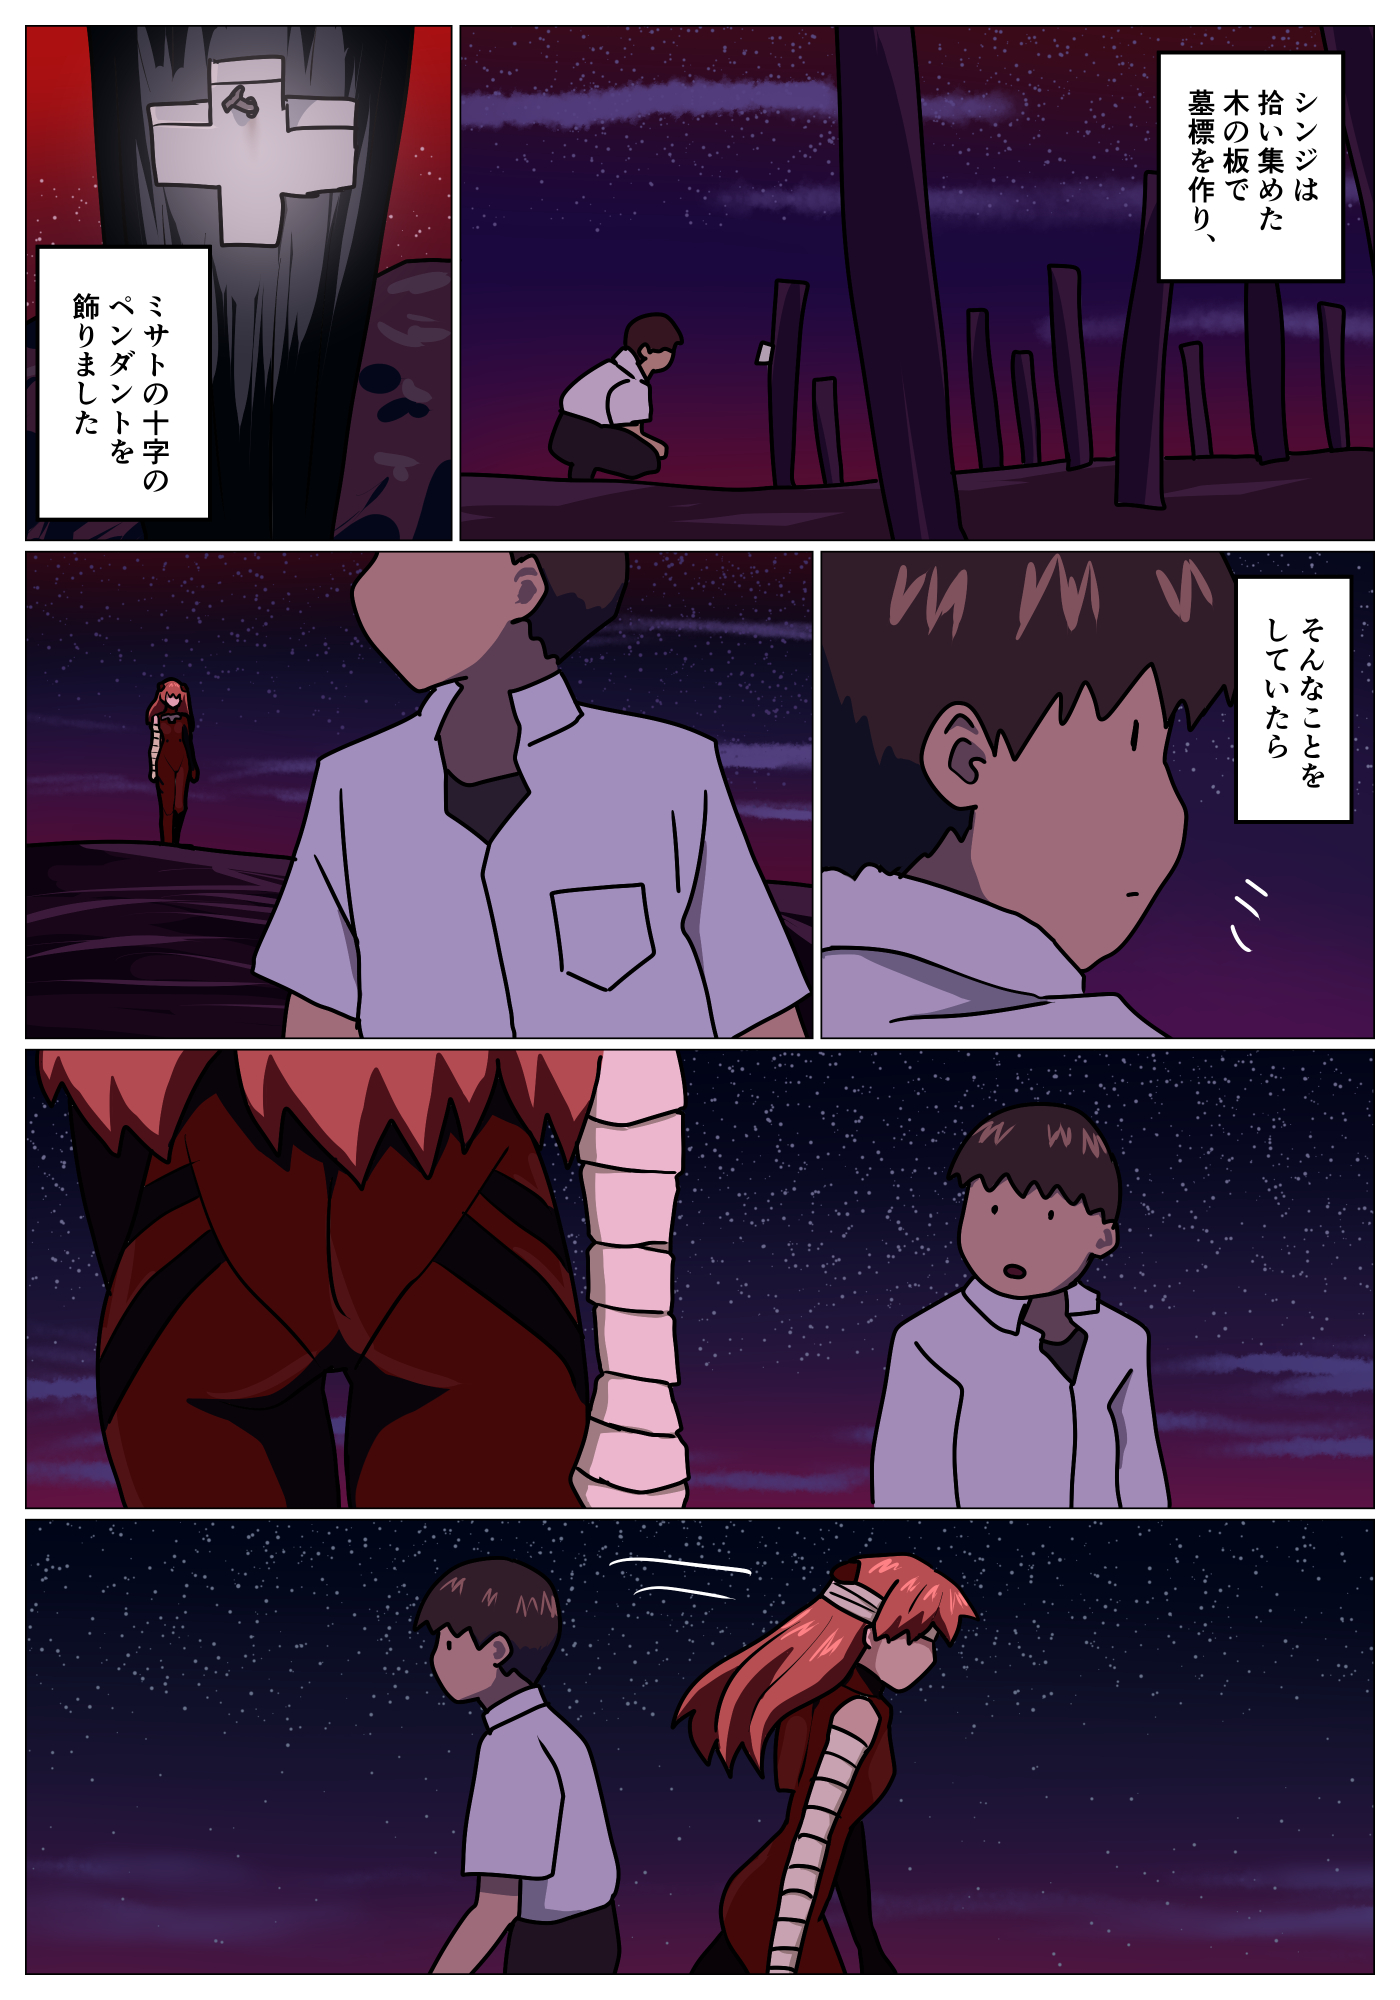 シンジは
拾い集めた
木の板で
墓標を作り、
ミサトの十字の
ペンダントを
飾りました
そんなことを
していたら